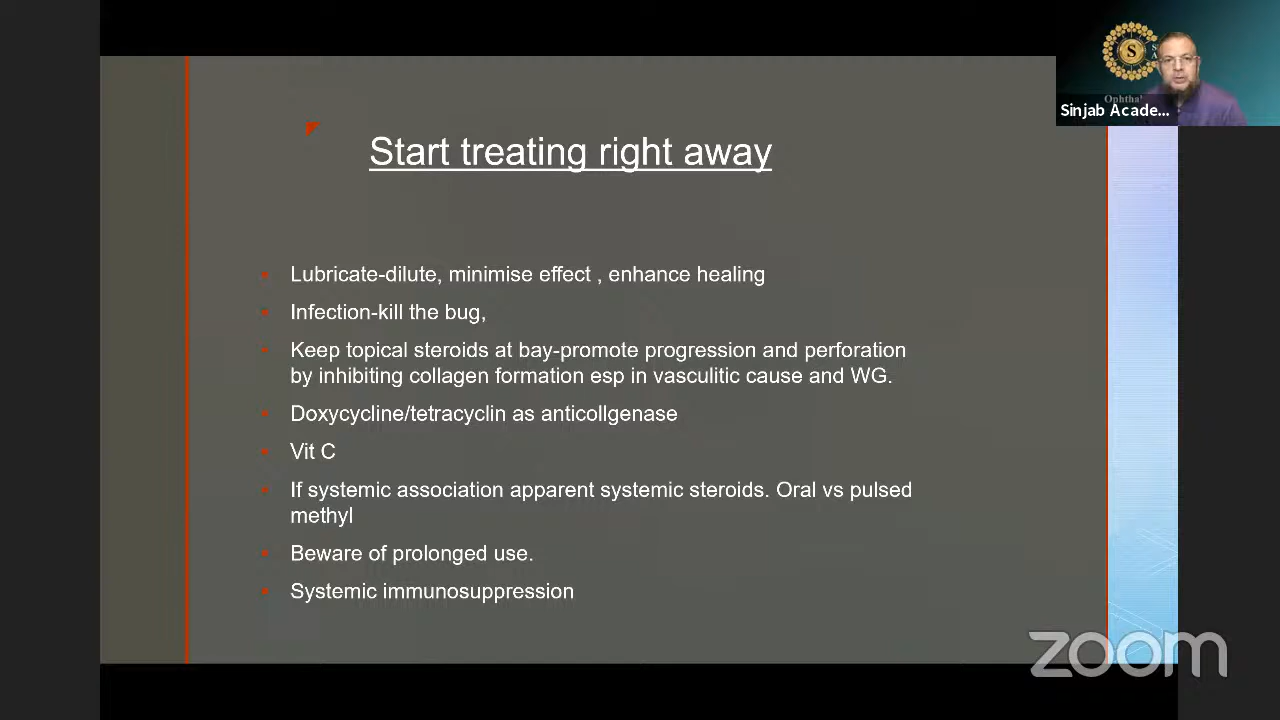 Start treating right away
Lubricate-dilute, minimise effect , enhance healing
Infection-kill the bug,
Keep topical steroids at bay-promote progression and perforation
by inhibiting collagen formation esp in vasculitic cause and WG.
Doxycycline/tetracyclin as anticollgenase
Vit C
If systemic association apparent systemic steroids. Oral vs pulsed
methyl
Beware of prolonged use.
Systemic immunosuppression
S
Sinjab Acade...
zoom